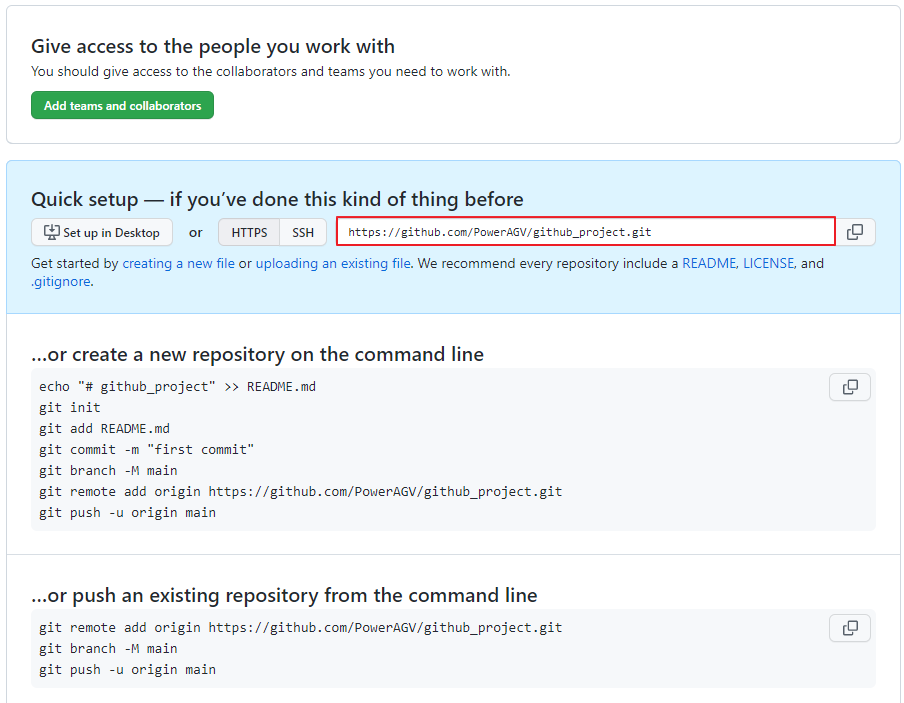 Give access to the people you work with
You should give access to the collaborators and teams you need to work with.
Add teams and collaborators
Quick setup — if you’ve done this kind of thing before
Set up in Desktop or HTTPS SSH https://github.com/PowerAGV/github_project.git
Get started by creating a new file or uploading an existing file. We recommend every repository include a README, LICENSE, and
.gitignore.
…or create a new repository on the command line
echo "# github_project" >> README.md
git init
git add README.md
git commit -m "first commit"
git branch -M main
git remote add origin https://github.com/PowerAGV/github_project.git
git push -u origin main
…or push an existing repository from the command line
git remote add origin https://github.com/PowerAGV/github_project.git
git branch -M main
git push -u origin main